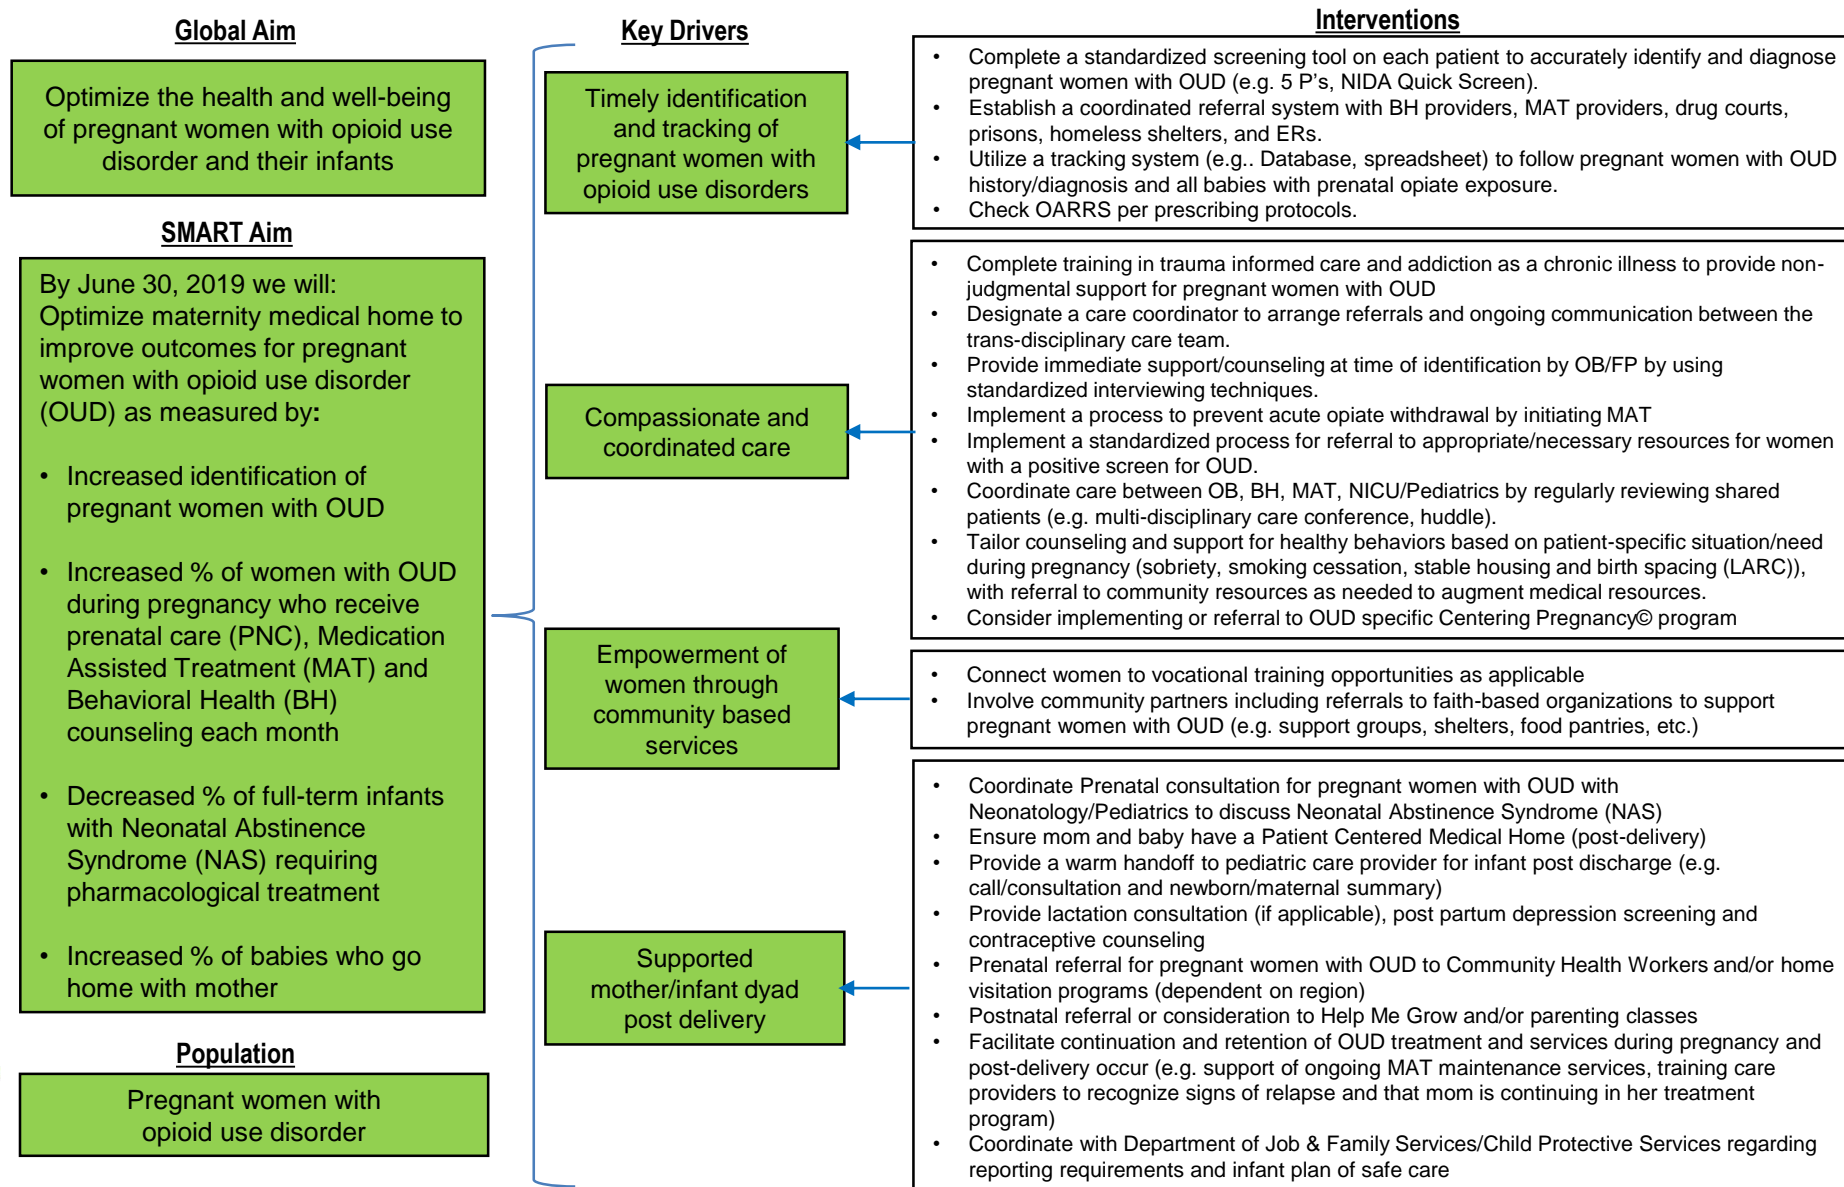 Global Aim
Optimize the health and well-being
of pregnant women with opioid use
disorder and their infants
SMART Aim
By June 30, 2019 we will:
Optimize maternity medical home to
improve outcomes for pregnant
women with opioid use disorder
(OUD) as measured by:
• Increased identification of
pregnant women with OUD
• Increased % of women with OUD
during pregnancy who receive
prenatal care (PNC), Medication
Assisted Treatment (MAT) and
Behavioral Health (BH)
counseling each month
• Decreased % of full-term infants
with Neonatal Abstinence
Syndrome (NAS) requiring
pharmacological treatment
• Increased % of babies who go
home with mother
Population
Pregnant women with
opioid use disorder
Key Drivers
Timely identification
and tracking of
pregnant women with
opioid use disorders
Compassionate and
coordinated care
Empowerment of
women through
community based
services
Supported
mother/infant dyad
post delivery
Interventions
• Complete a standardized screening tool on each patient to accurately identify and diagnose
pregnant women with OUD (e.g. 5 P's, NIDA Quick Screen).
• Establish a coordinated referral system with BH providers, MAT providers, drug courts,
prisons, homeless shelters, and ERs.
• Utilize a tracking system (e.g.. Database, spreadsheet) to follow pregnant women with OUD
history/diagnosis and all babies with prenatal opiate exposure.
• Check OARRS per prescribing protocols.
• Complete training in trauma informed care and addiction as a chronic illness to provide non-
judgmental support for pregnant women with OUD
• Designate a care coordinator to arrange referrals and ongoing communication between the
trans-disciplinary care team.
• Provide immediate support/counseling at time of identification by OB/FP by using
standardized interviewing techniques.
• Implement a process to prevent acute opiate withdrawal by initiating MAT
• Implement a standardized process for referral to appropriate/necessary resources for women
with a positive screen for OUD.
• Coordinate care between OB, BH, MAT, NICU/Pediatrics by regularly reviewing shared
patients (e.g. multi-disciplinary care conference, huddle).
• Tailor counseling and support for healthy behaviors based on patient-specific situation/need
during pregnancy (sobriety, smoking cessation, stable housing and birth spacing (LARC)),
with referral to community resources as needed to augment medical resources.
• Consider implementing or referral to OUD specific Centering Pregnancy© program
• Connect women to vocational training opportunities as applicable
• Involve community partners including referrals to faith-based organizations to support
pregnant women with OUD (e.g. support groups, shelters, food pantries, etc.)
• Coordinate Prenatal consultation for pregnant women with OUD with
Neonatology/Pediatrics to discuss Neonatal Abstinence Syndrome (NAS)
• Ensure mom and baby have a Patient Centered Medical Home (post-delivery)
• Provide a warm handoff to pediatric care provider for infant post discharge (e.g.
call/consultation and newborn/maternal summary)
• Provide lactation consultation (if applicable), post partum depression screening and
contraceptive counseling
• Prenatal referral for pregnant women with OUD to Community Health Workers and/or home
visitation programs (dependent on region)
• Postnatal referral or consideration to Help Me Grow and/or parenting classes
• Facilitate continuation and retention of OUD treatment and services during pregnancy and
post-delivery occur (e.g. support of ongoing MAT maintenance services, training care
providers to recognize signs of relapse and that mom is continuing in her treatment
program)
• Coordinate with Department of Job & Family Services/Child Protective Services regarding
reporting requirements and infant plan of safe care